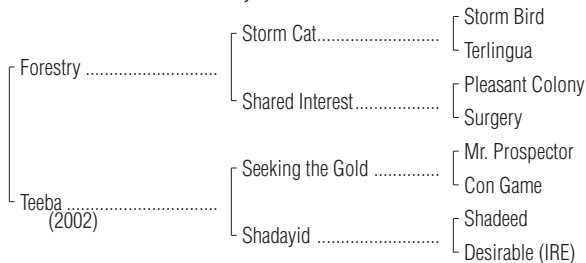 Storm Bird
Storm Cat..................
Terlingua
Forestry ............................
Pleasant Colony
Shared Interest..................
Surgery
Mr. Prospector
Seeking the Gold ................
Con Game
Teeba ................................
(2002)
Shadeed
Shadayid ..........................
Desirable (IRE)